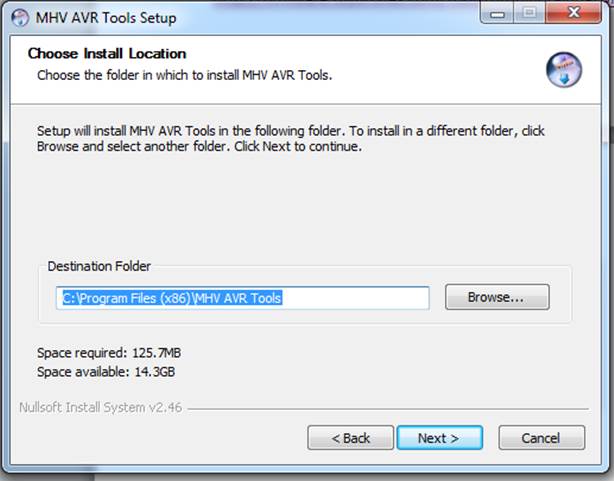 MHV AVR Tools Setup
Choose Install Location
Choose the folder in which to install MHV AVR Tools.
Setup will install MHV AVR Tools in the following folder. To install in a different folder, click
Browse and select another folder. Click Next to continue.
Destination Folder
C:\Program Files (x86)\MHV AVR Tools
Browse...
Space required: 125.7MB
Space available: 14.3GB
Nullsoft Install System v2.46
< Back
Next >
Cancel